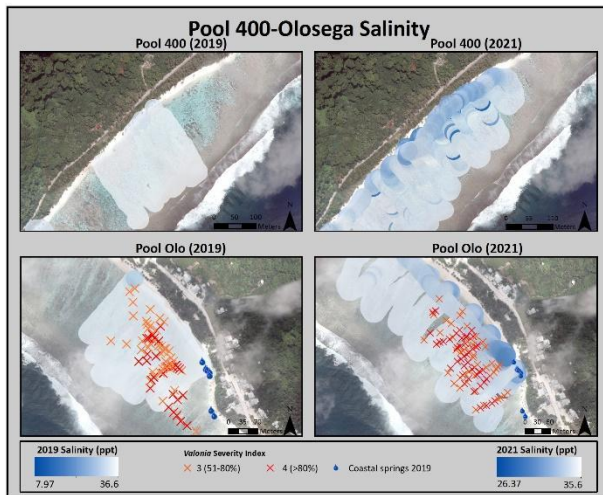 Pool 400-Olosega Salinity
Pool 400 (2019)
Pool 400 (2021)
N
0 50 100
Meters
N
Meters
Pool Olo (2019)
Pool Olo (2021)
Meters
Meters
2019 Salinity (ppt)
7.97 36.6
Valonia Severity Index
3 (51-80%) 4 (>80%) Coastal springs 2019
2021 Salinity (ppt)
26.37 35.6